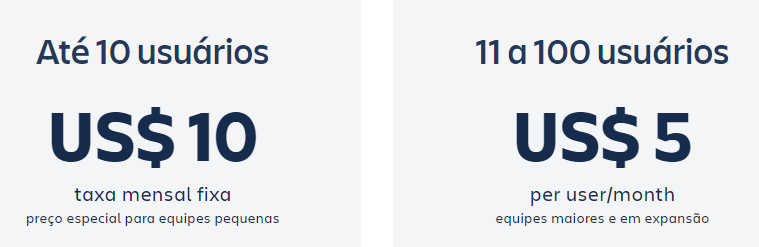 Até 10 usuários
US$ 10
taxa mensal fixa
preço especial para equipes pequenas
11 a 100 usuários
US$ 5
per user/month
equipes maiores e em expansão